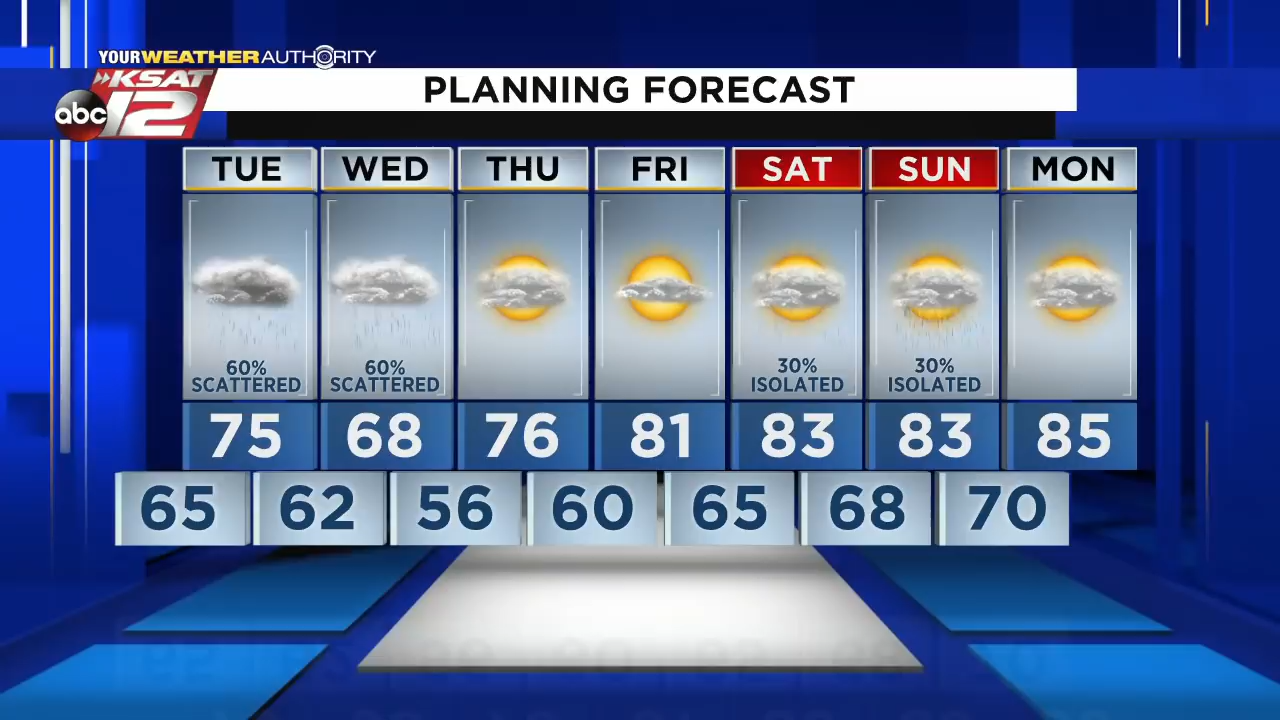 YOURWEATHERAUTHORITY
KSAT
abc 12
PLANNING FORECAST
TUE WED THU FRI SAT SUN MON
60% 60% 30% 30%
SCATTERED SCATTERED ISOLATED ISOLATED
75 68 76 81 83 83 85
65 62 56 60 65 68 70